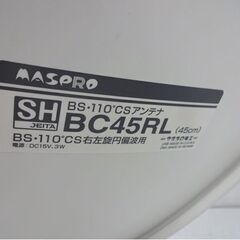 MASPRO
SH
JEITA
BS・110°CSアンテナ
BC45RL (45cm)
BS・110°CS右左旋円偏波用
電源:DC15V.3W